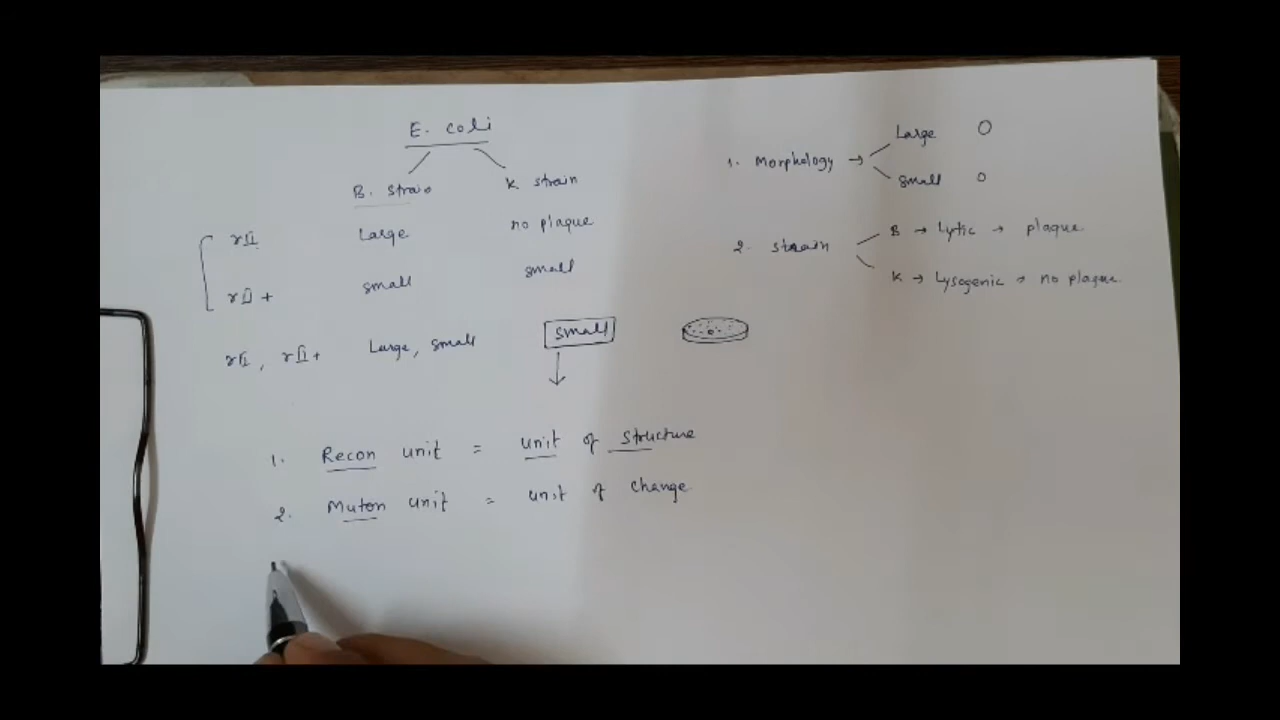 E. coli
B. strain K strain
rII Large no plaque
rII + small small
rII, rII+ Large, small small
1. Recon unit = unit of structure
2. Muton unit = unit of change
1. Morphology → Large O
small o
2. strain B → Lytic → plaque
K → Lysogenic → no plaque